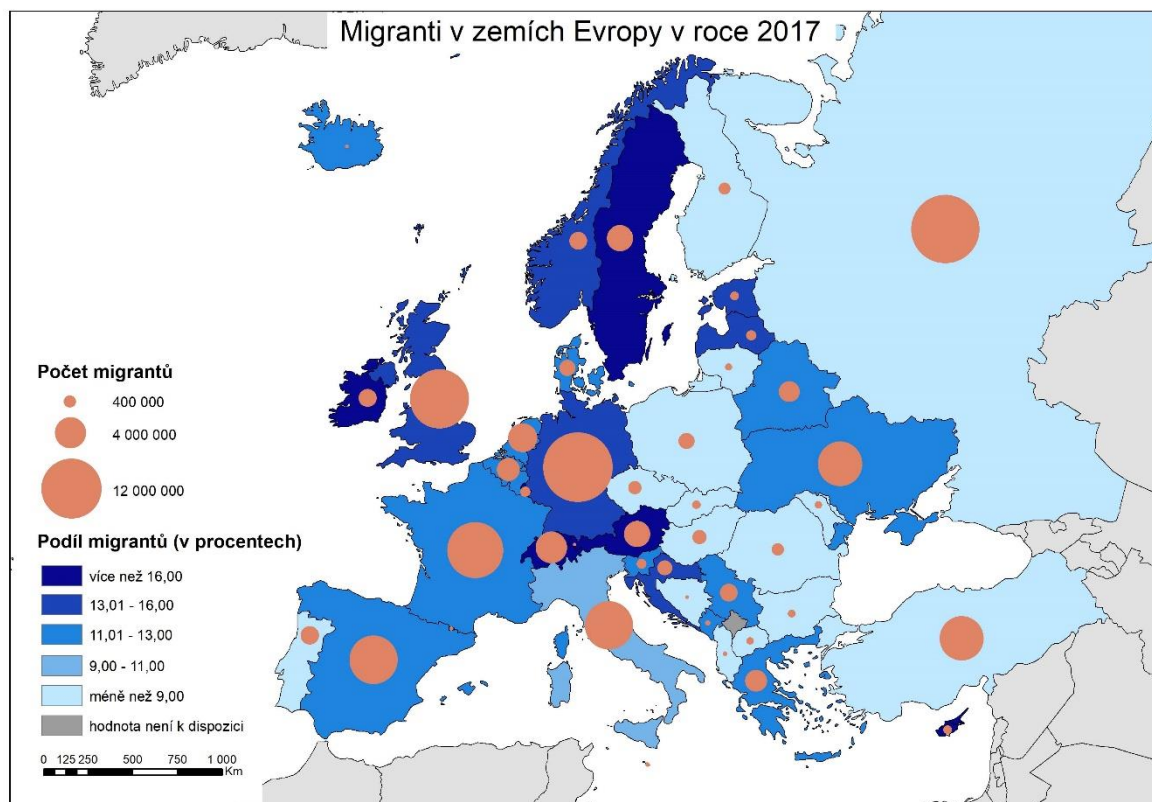 Migranti v zemích Evropy v roce 2017
Počet migrantů
400 000
4 000 000
12 000 000
Podíl migrantů (v procentech)
více než 16,00
13,01 - 16,00
11,01 - 13,00
9,00 - 11,00
méně než 9,00
hodnota není k dispozici
0 125 250 500 750 1 000
Km